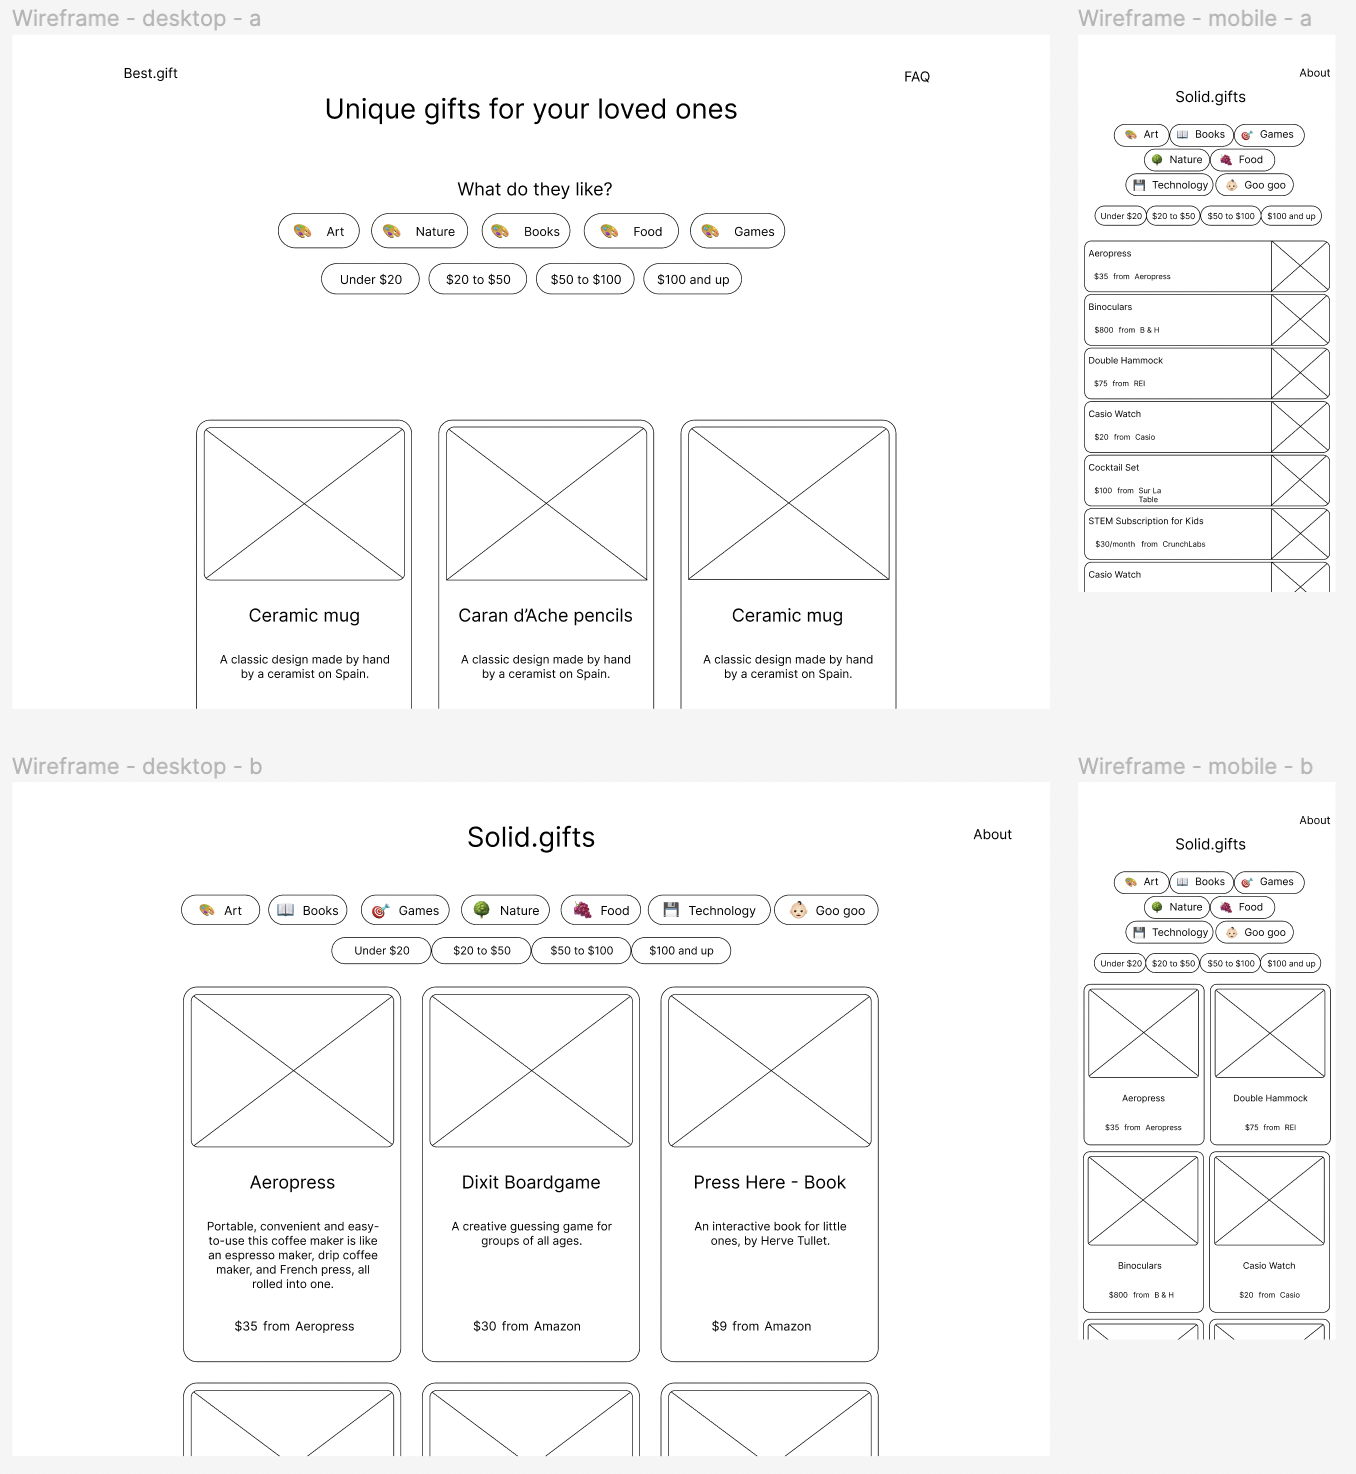 Wireframe - desktop - a
Best.gift
FAQ
Unique gifts for your loved ones
What do they like?
Art
Nature
Books
Food
Games
Under $20
$20 to $50
$50 to $100
$100 and up
Ceramic mug
A classic design made by hand
by a ceramist on Spain.
Caran d’Ache pencils
A classic design made by hand
by a ceramist on Spain.
Ceramic mug
A classic design made by hand
by a ceramist on Spain.
Wireframe - mobile - a
About
Solid.gifts
Art
Books
Games
Nature
Food
Technology
Goo goo
Under $20
$20 to $50
$50 to $100
$100 and up
Aeropress
$35 from Aeropress
Binoculars
$800 from B & H
Double Hammock
$75 from REI
Casio Watch
$20 from Casio
Cocktail Set
$100 from Sur La
Table
STEM Subscription for Kids
$30/month from CrunchLabs
Casio Watch
Wireframe - desktop - b
Solid.gifts
About
Art
Books
Games
Nature
Food
Technology
Goo goo
Under $20
$20 to $50
$50 to $100
$100 and up
Aeropress
Portable, convenient and easy-
to-use this coffee maker is like
an espresso maker, drip coffee
maker, and French press, all
rolled into one.
$35 from Aeropress
Dixit Boardgame
A creative guessing game for
groups of all ages.
$30 from Amazon
Press Here - Book
An interactive book for little
ones, by Herve Tullet.
$9 from Amazon
Wireframe - mobile - b
About
Solid.gifts
Art
Books
Games
Nature
Food
Technology
Goo goo
Under $20
$20 to $50
$50 to $100
$100 and up
Aeropress
$35 from Aeropress
Double Hammock
$75 from REI
Binoculars
$800 from B & H
Casio Watch
$20 from Casio